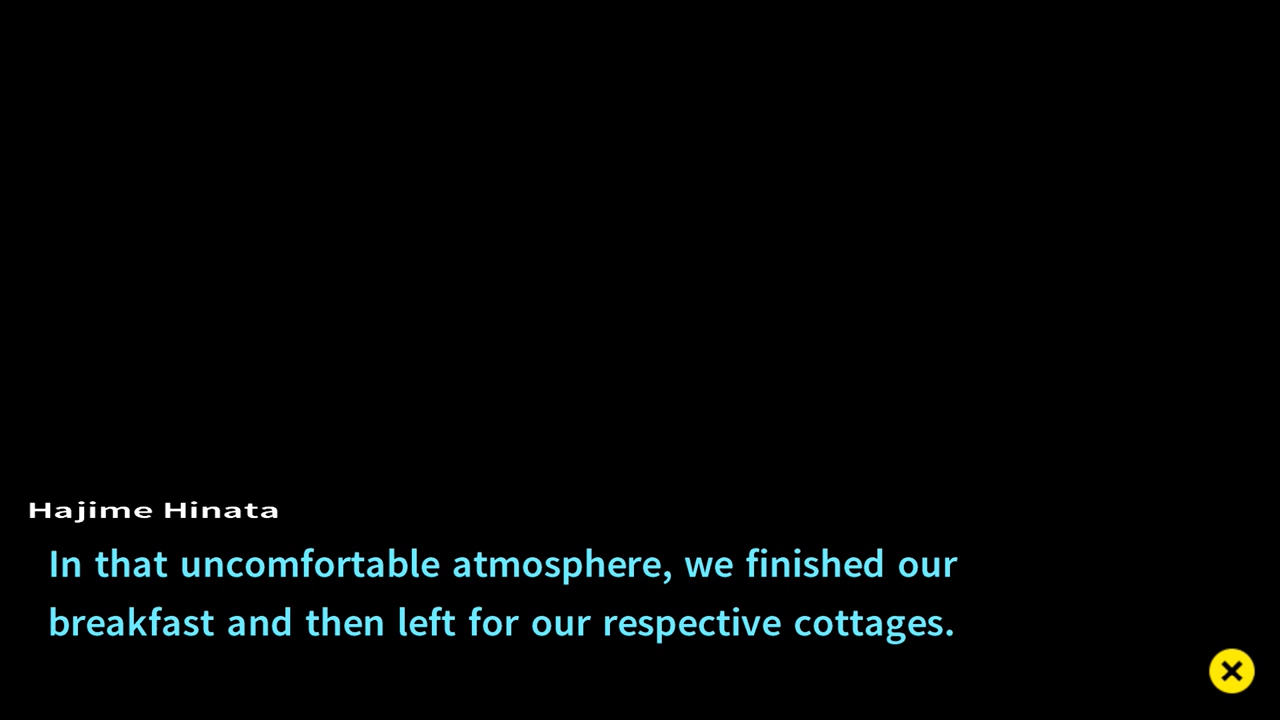 Hajime Hinata
In that uncomfortable atmosphere, we finished our
breakfast and then left for our respective cottages.